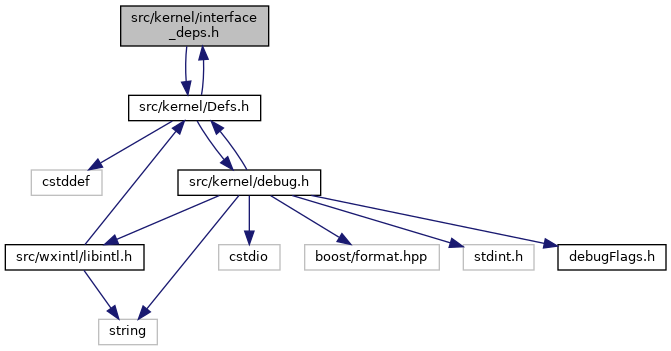 src/kernel/interface
_deps.h
src/kernel/Defs.h
cstddef
src/kernel/debug.h
src/wxintl/libintl.h
cstdio
boost/format.hpp
stdint.h
debugFlags.h
string